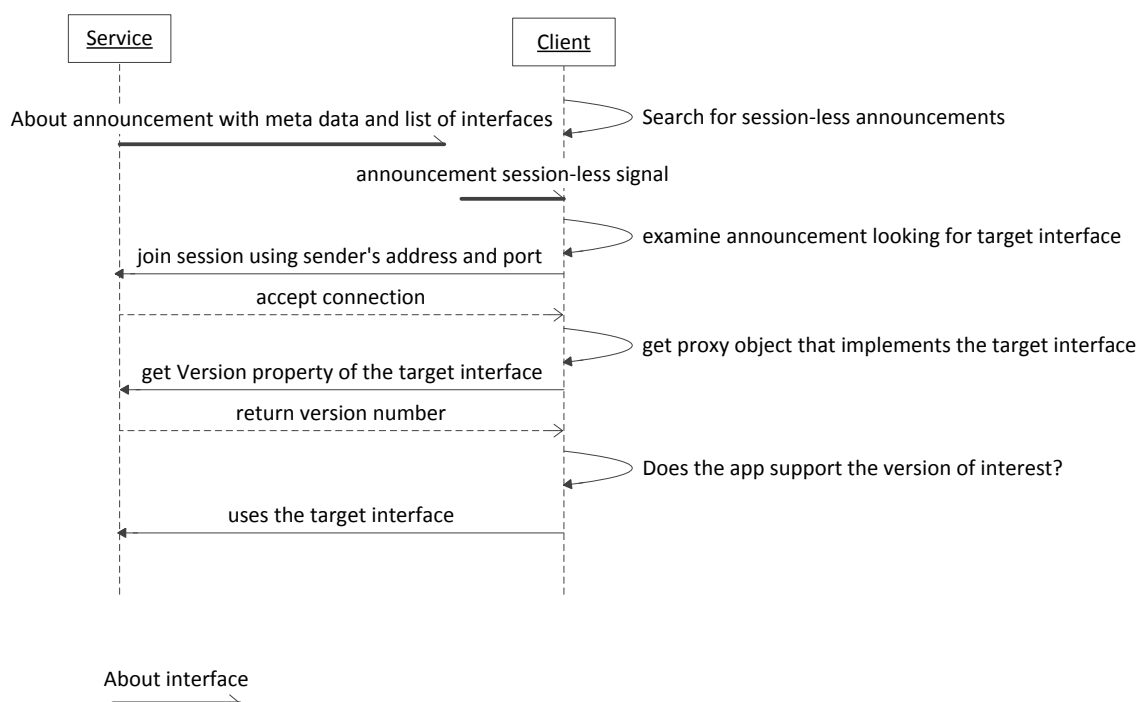 Service
Client
About announcement with meta data and list of interfaces
Search for session-less announcements
announcement session-less signal
examine announcement looking for target interface
join session using sender's address and port
accept connection
get proxy object that implements the target interface
get Version property of the target interface
return version number
Does the app support the version of interest?
uses the target interface
About interface